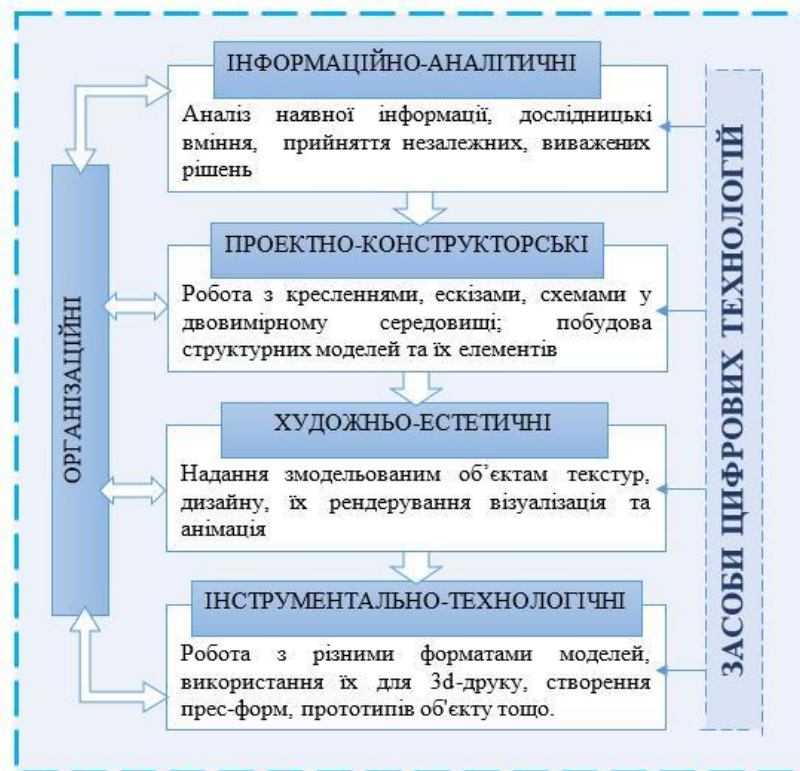 ІНФОРМАЦІЙНО-АНАЛІТИЧНІ
Аналіз наявної інформації, дослідницькі
вміння, прийняття незалежних, виважених
рішень
ПРОЕКТНО-КОНСТРУКТОРСЬКІ
Робота з кресленнями, ескізами, схемами у
двовимірному середовищі; побудова
структурних моделей та їх елементів
ХУДОЖНЬО-ЕСТЕТИЧНІ
Надання змодельованим об’єктам текстур,
дизайну, їх рендерування візуалізація та
анімація
ІНСТРУМЕНТАЛЬНО-ТЕХНОЛОГІЧНІ
Робота з різними форматами моделей,
використання їх для 3d-друку, створення
прес-форм, прототипів об'єкту тощо.
ОРГАНІЗАЦІЙНІ
ЗАСОБИ ЦИФРОВИХ ТЕХНОЛОГІЙ